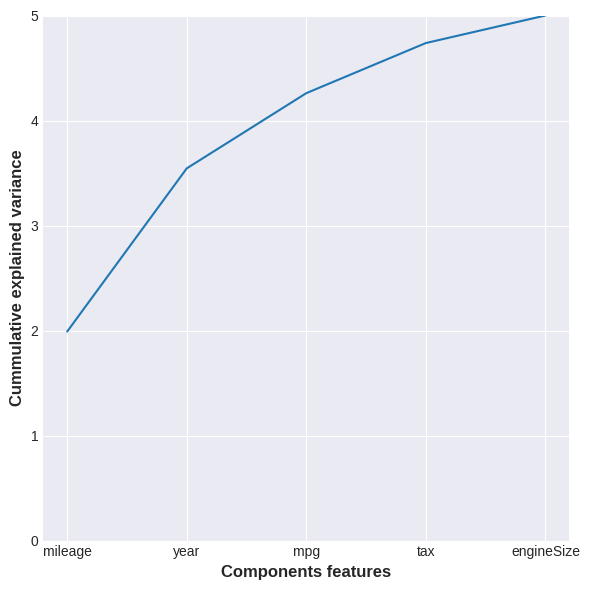 Cummulative explained variance
5
4
3
2
1
0
mileage year mpg tax engineSize
Components features